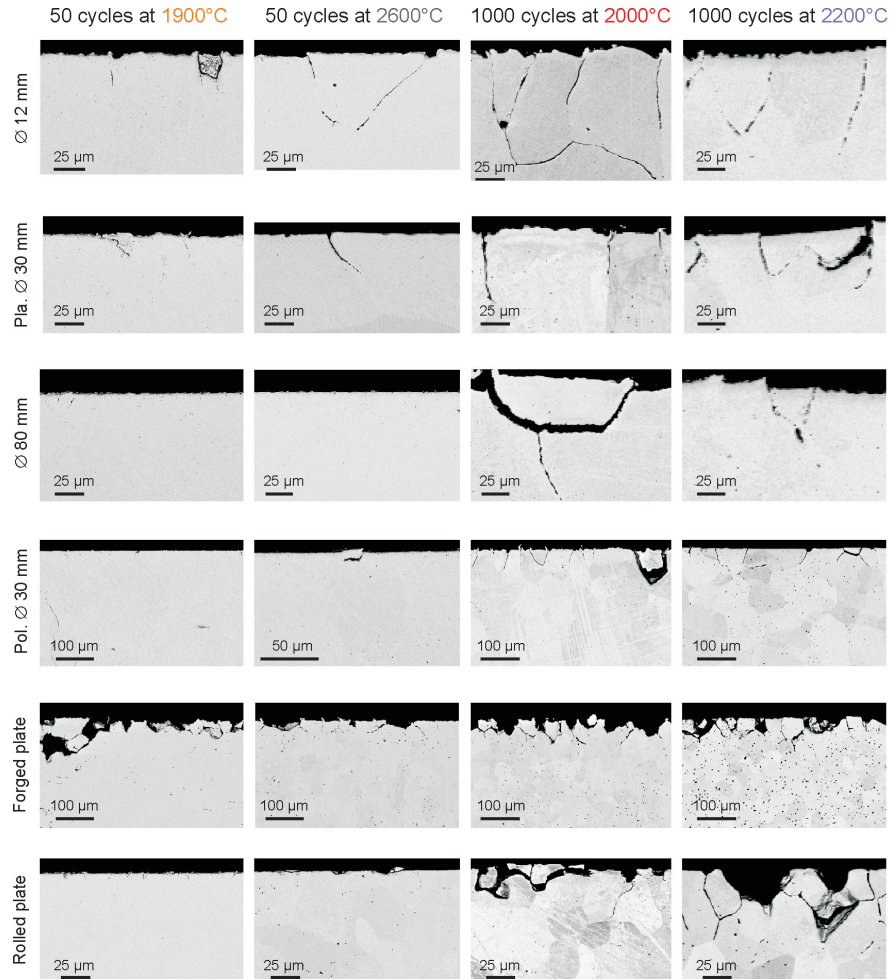 50 cycles at 1900°C 50 cycles at 2600°C 1000 cycles at 2000°C 1000 cycles at 2200°C
∅ 12 mm
25 µm 25 µm 25 µm 25 µm
Pla. ∅ 30 mm
25 µm 25 µm 25 µm 25 µm
∅ 80 mm
25 µm 25 µm 25 µm 25 µm
Pol. ∅ 30 mm
100 µm 50 µm 100 µm 100 µm
Forged plate
100 µm 100 µm 100 µm 100 µm
Rolled plate
25 µm 25 µm 25 µm 25 µm